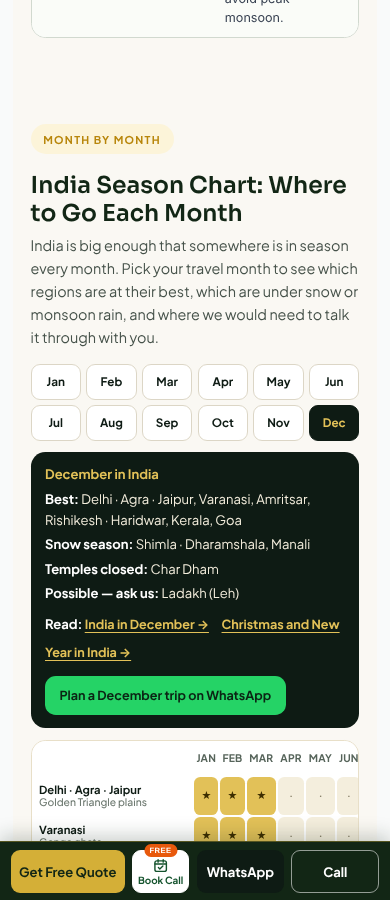 avoid peak
monsoon.
MONTH BY MONTH
India Season Chart: Where
to Go Each Month
India is big enough that somewhere is in season
every month. Pick your travel month to see which
regions are at their best, which are under snow or
monsoon rain, and where we would need to talk
it through with you.
Jan Feb Mar Apr May Jun
Jul Aug Sep Oct Nov Dec
December in India
Best: Delhi · Agra · Jaipur, Varanasi, Amritsar,
Rishikesh · Haridwar, Kerala, Goa
Snow season: Shimla · Dharamshala, Manali
Temples closed: Char Dham
Possible — ask us: Ladakh (Leh)
Read: India in December → Christmas and New
Year in India →
Plan a December trip on WhatsApp
JAN FEB MAR APR MAY JUN
Delhi · Agra · Jaipur ★ ★ ★ · · ·
Golden Triangle plains
Varanasi ★ ★ ★ · · ·
FREE
Get Free Quote Book Call WhatsApp Call